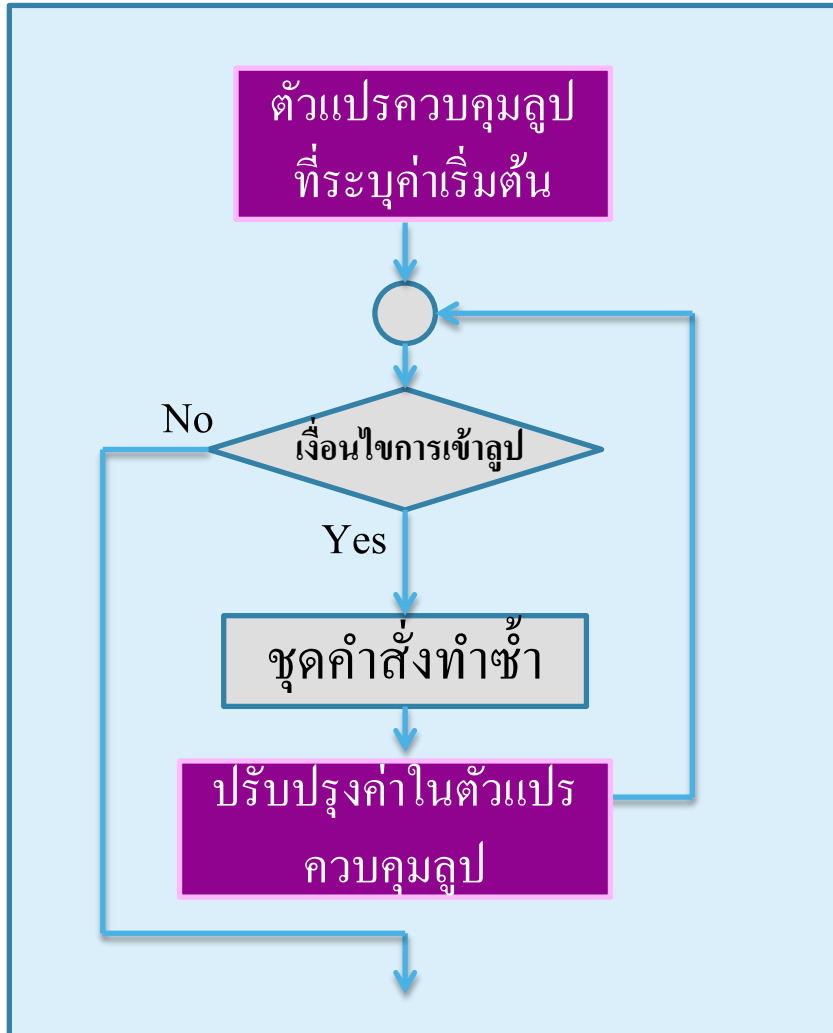 ตัวแปรควบคุมลูป
ที่ระบุค่าเริ่มต้น
No
เงื่อนไขการเข้าลูป
Yes
ชุดคำสั่งทำซ้ำ
ปรับปรุงค่าในตัวแปร
ควบคุมลูป